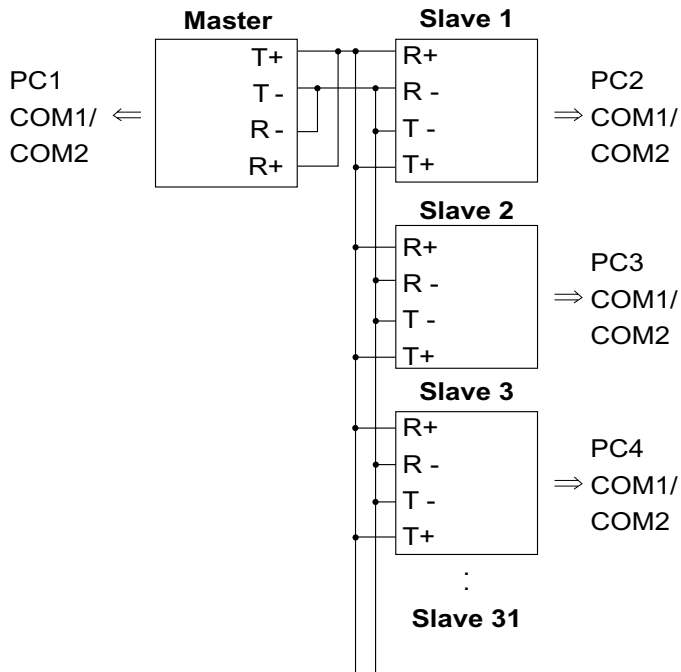 Master
T+
T -
R -
R+
PC1
COM1/
COM2
Slave 1
R+
R -
T -
T+
PC2
COM1/
COM2
Slave 2
R+
R -
T -
T+
PC3
COM1/
COM2
Slave 3
R+
R -
T -
T+
PC4
COM1/
COM2
:
Slave 31